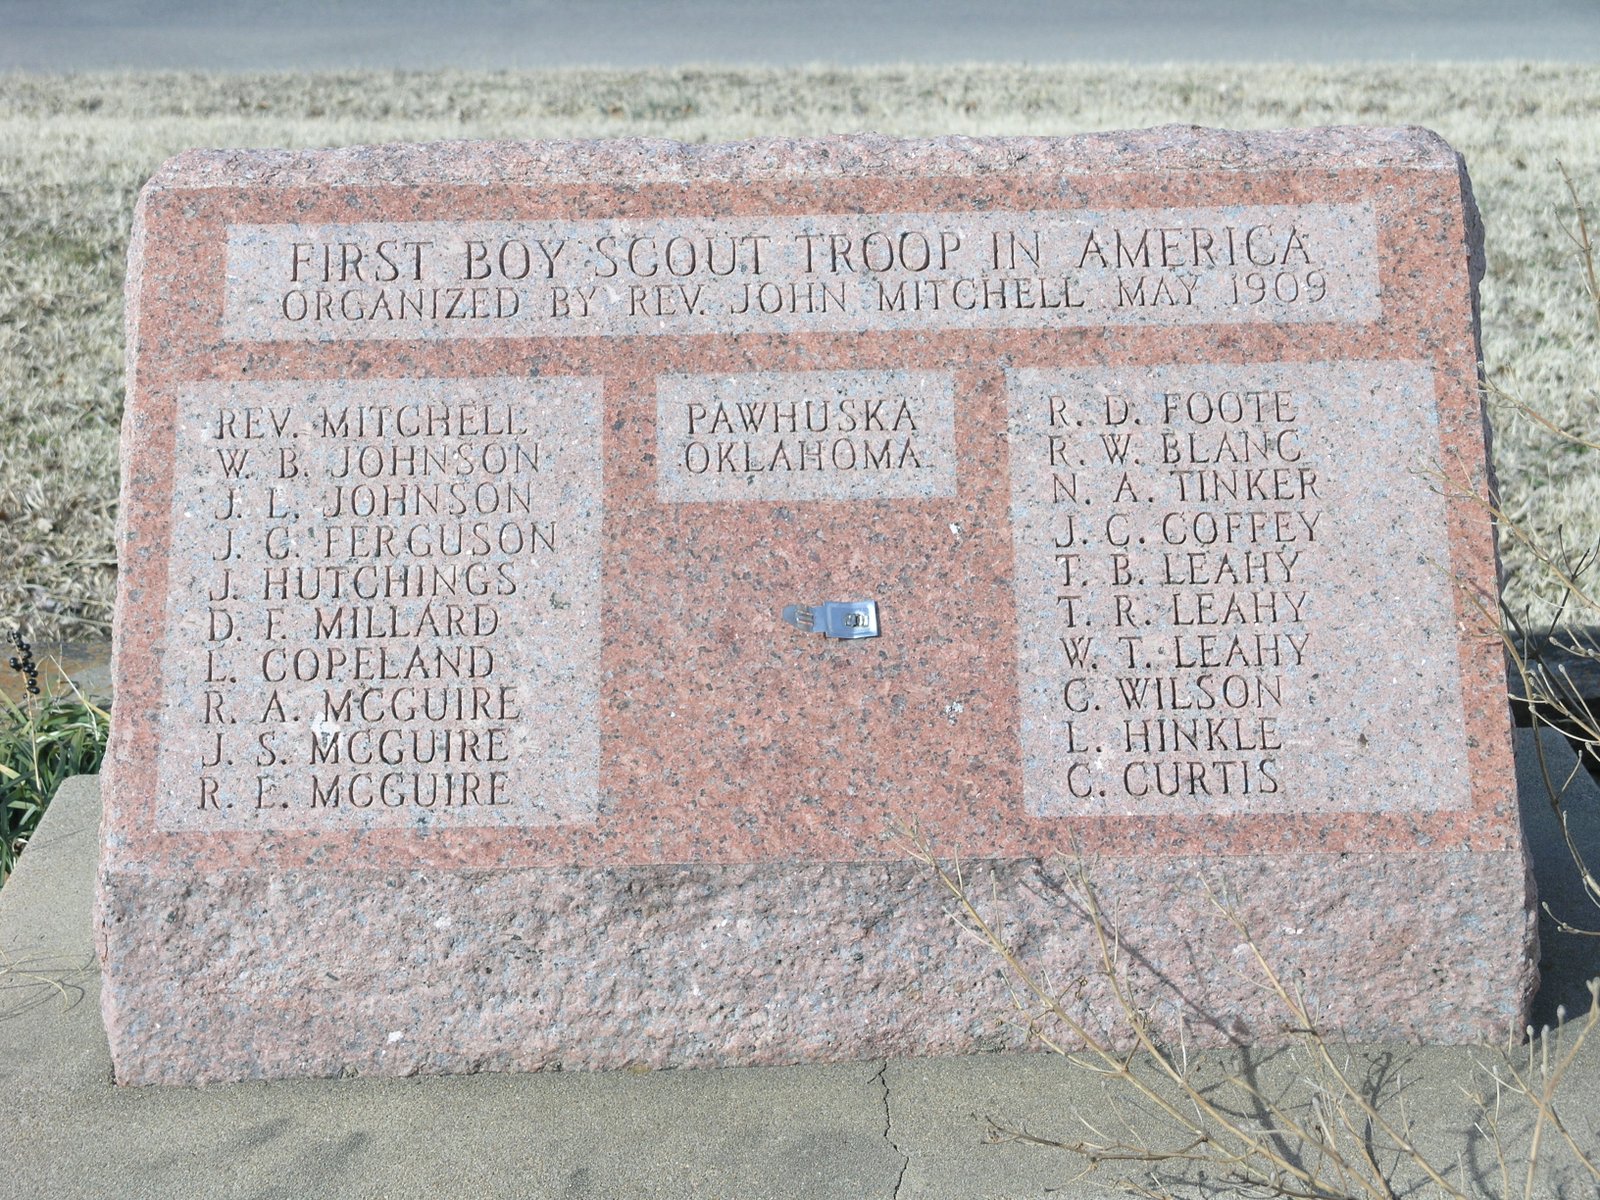 FIRST BOY SCOUT TROOP IN AMERICA
ORGANIZED BY REV. JOHN MITCHELL MAY 1909
REV. MITCHELL
W. B. JOHNSON
J. L. JOHNSON
J. G. FERGUSON
J. HUTCHINGS
D. F. MILLARD
L. COPELAND
R. A. MCGUIRE
J. S. MCGUIRE
R. E. MCGUIRE
PAWHUSKA
OKLAHOMA
R. D. FOOTE
R. W. BLANC
N. A. TINKER
J. C. COFFEY
T. B. LEAHY
T. R. LEAHY
W. T. LEAHY
C. WILSON
L. HINKLE
C. CURTIS